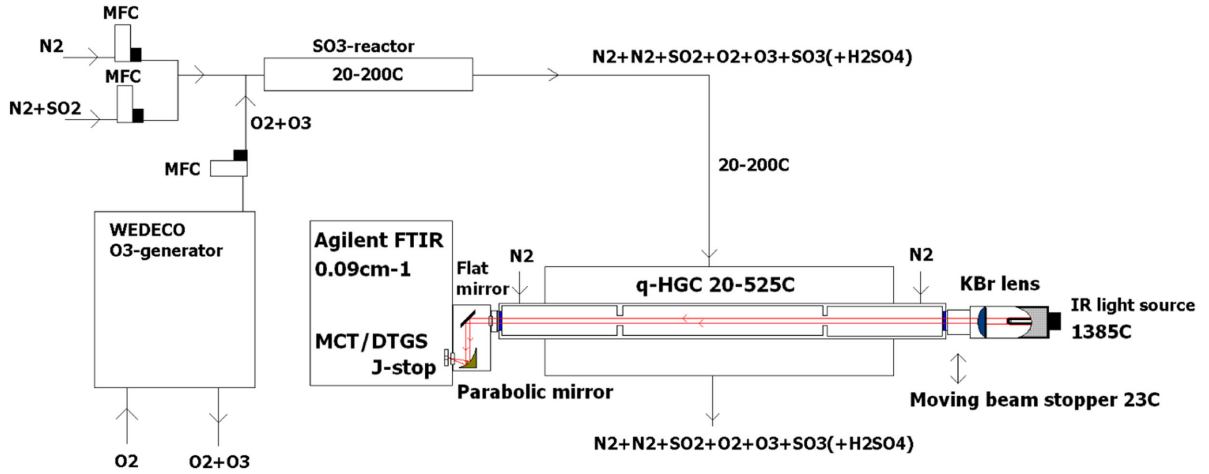 MFC
N2
MFC
N2+SO2
SO3-reactor
20-200C
N2+N2+SO2+O2+O3+SO3(+H2SO4)
O2+O3
MFC
20-200C
WEDECO
O3-generator
Agilent FTIR
0.09cm-1
MCT/DTGS
J-stop
Flat
mirror
N2
q-HGC 20-525C
N2
KBr lens
IR light source
1385C
Parabolic mirror
Moving beam stopper 23C
O2
O2+O3
N2+N2+SO2+O2+O3+SO3(+H2SO4)